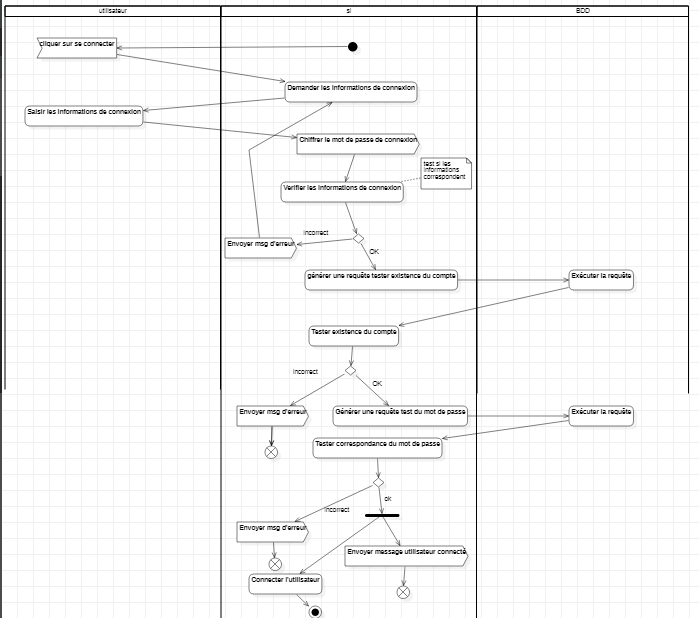 utilisateur
si
BDD
cliquer sur se connecter
Demander les informations de connexion
Saisir les informations de connexion
Chiffrer le mot de passe de connexion
test si les
informations
correspondent
Verifier les informations de connexion
incorrect
Envoyer msg d'erreur
OK
générer une requête tester existence du compte
Exécuter la requête
Tester existence du compte
incorrect
OK
Envoyer msg d'erreur
Générer une requête test du mot de passe
Exécuter la requête
Tester correspondance du mot de passe
ok
incorrect
Envoyer msg d'erreur
Envoyer message utilisateur connecté
Connecter l'utilisateur